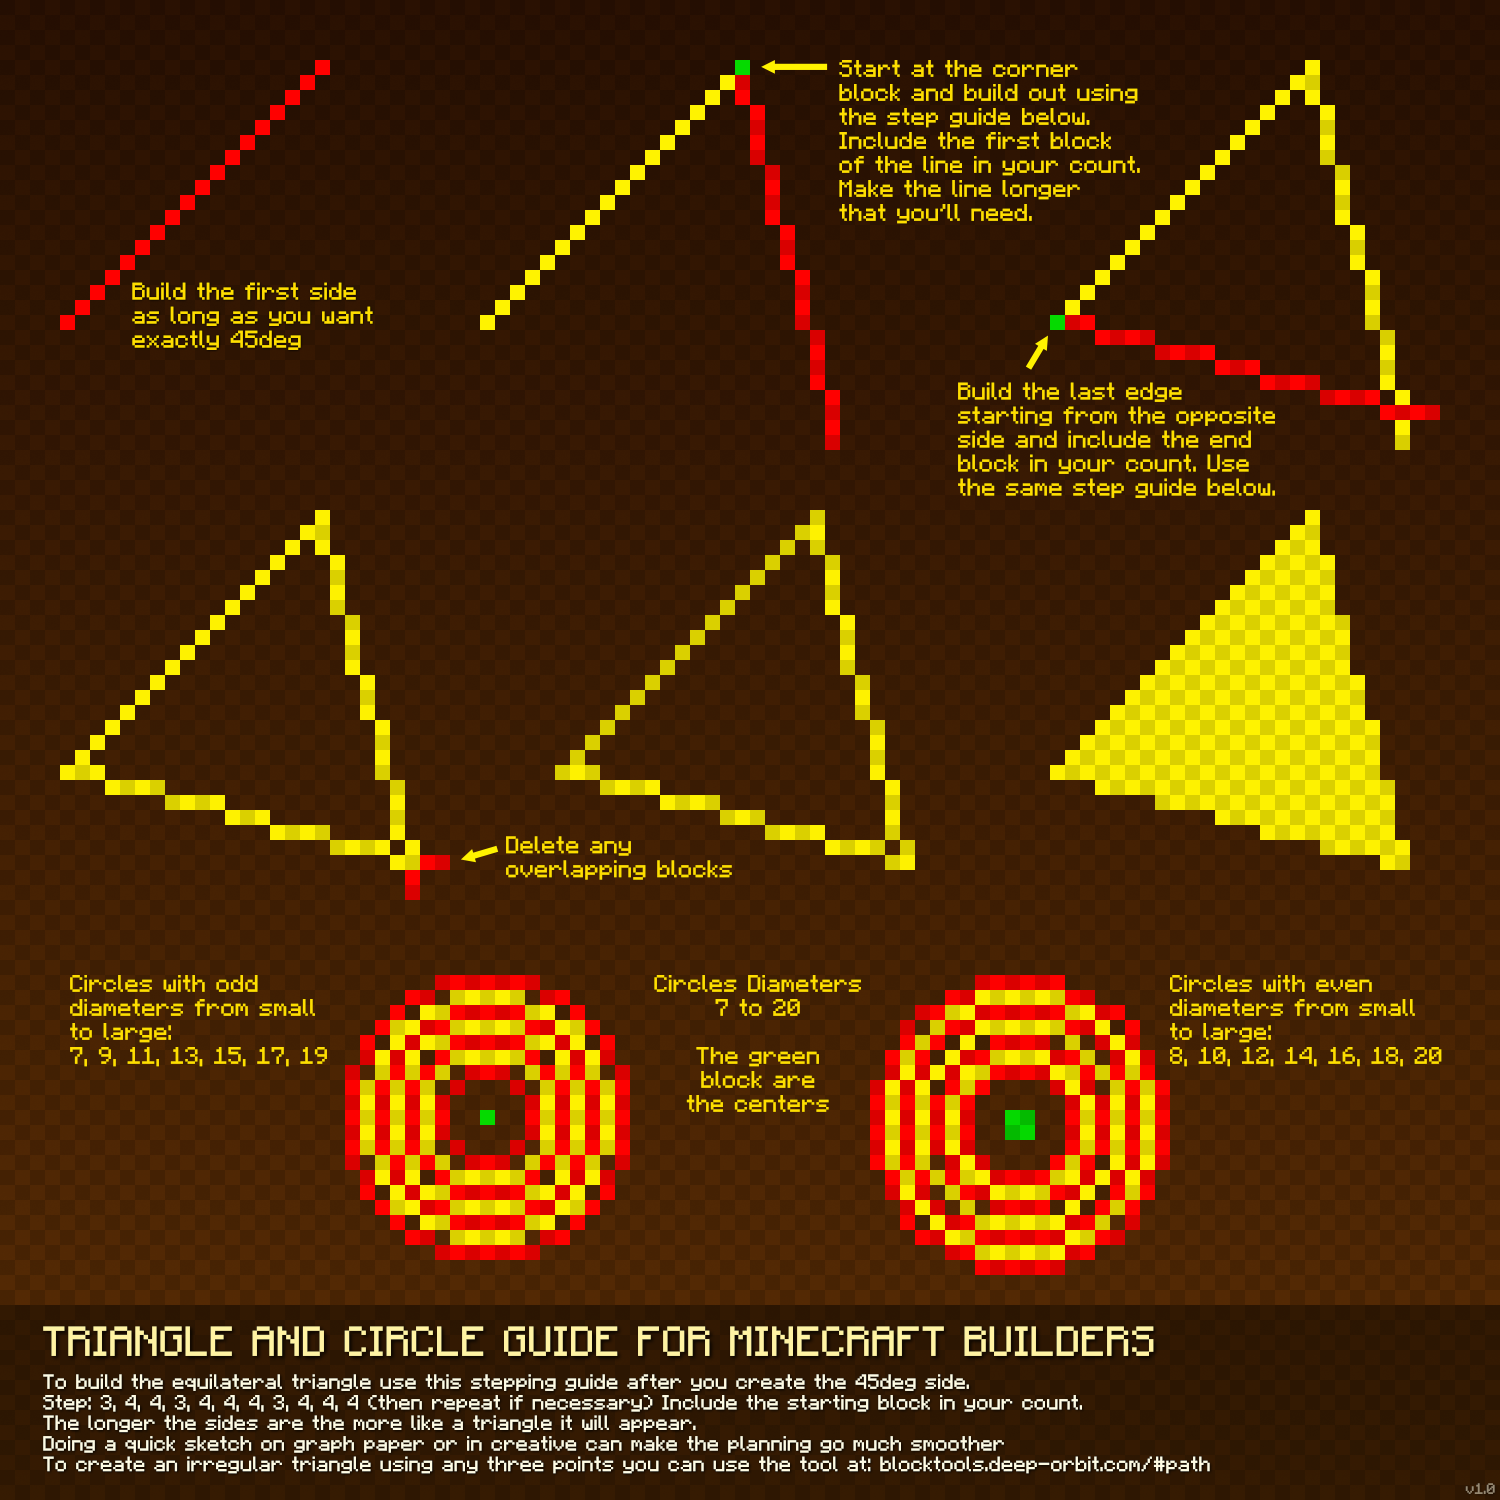 Start at the corner
block and build out using
the step guide below.
Include the first block
of the line in your count.
Make the line longer
that you'll need.
Build the first side
as long as you want
exactly 45deg
Build the last edge
starting from the opposite
side and include the end
block in your count. Use
the same step guide below.
Delete any
overlapping blocks
Circles with odd
diameters from small
to large:
7, 9, 11, 13, 15, 17, 19
Circles Diameters
7 to 20
The green
block are
the centers
Circles with even
diameters from small
to large:
8, 10, 12, 14, 16, 18, 20
TRIANGLE AND CIRCLE GUIDE FOR MINECRAFT BUILDERS
To build the equilateral triangle use this stepping guide after you create the 45deg side.
Step: 3, 4, 4, 3, 4, 4, 4, 3, 4, 4, 4 (then repeat if necessary) Include the starting block in your count.
The longer the sides are the more like a triangle it will appear.
Doing a quick sketch on graph paper or in creative can make the planning go much smoother
To create an irregular triangle using any three points you can use the tool at: blocktools.deep-orbit.com/#path
v1.0